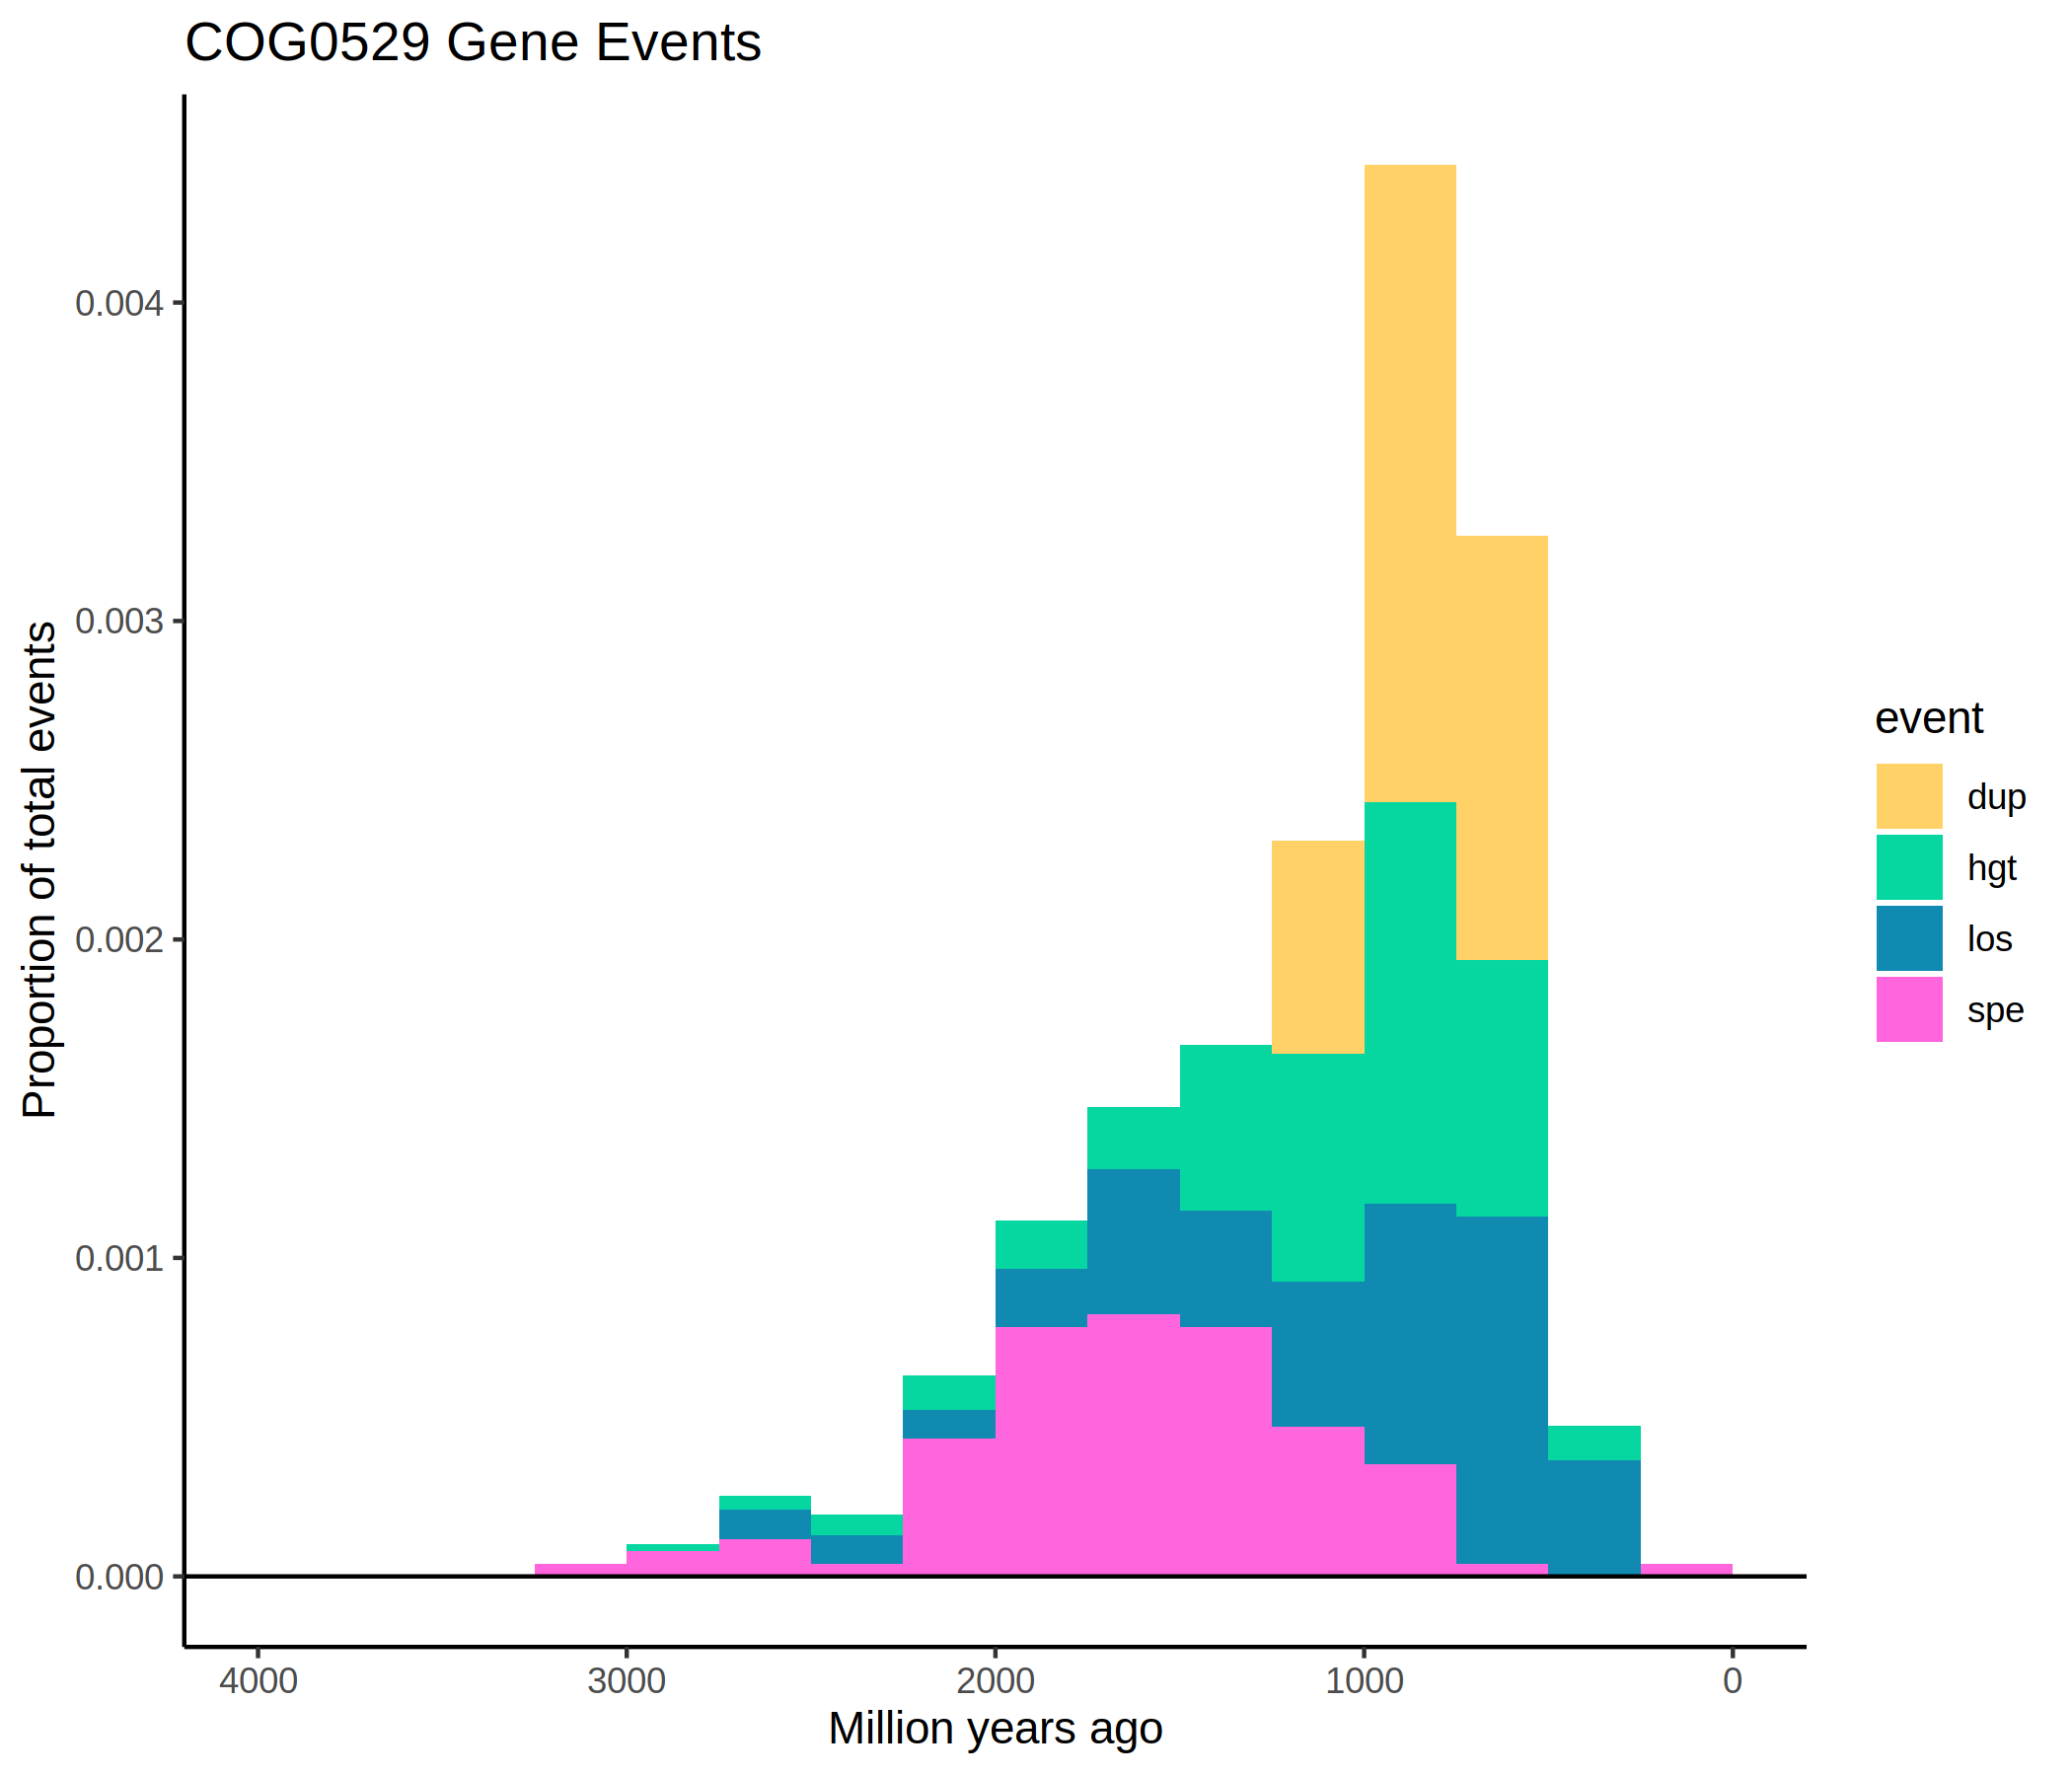 COG0529 Gene Events
Proportion of total events
0.004
0.003
0.002
0.001
0.000
4000 3000 2000 1000 0
Million years ago
event
dup
hgt
los
spe